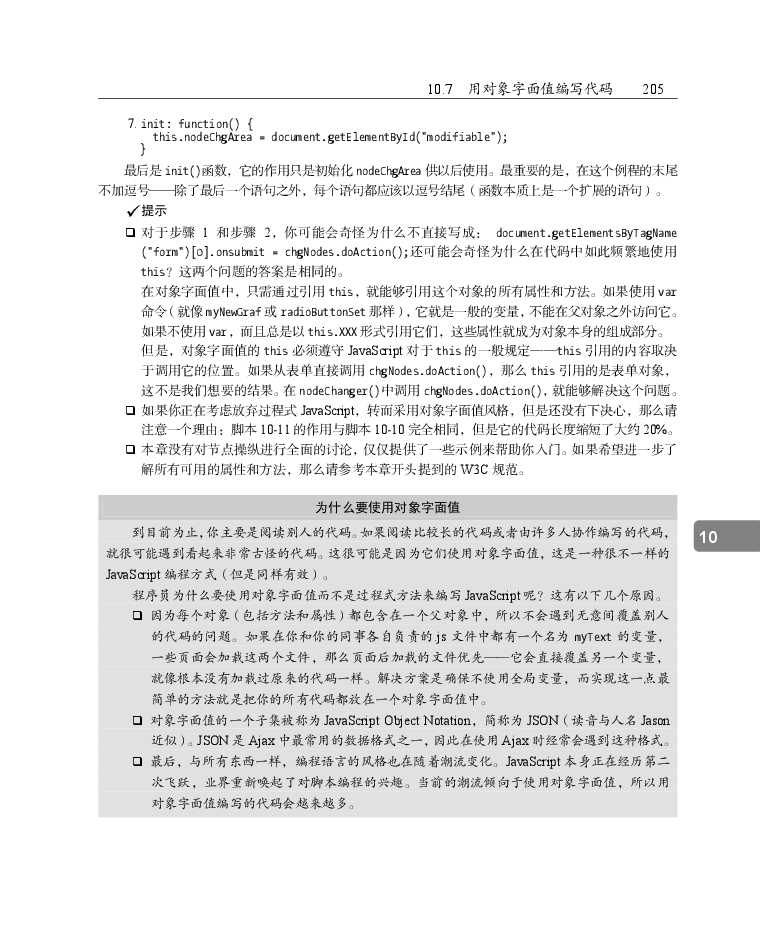 10.7 用对象字面值编写代码 205
7. init: function() {
this.nodeChgArea = document.getElementById("modifiable");
}
最后是 init()函数，它的作用只是初始化 nodeChgArea 供以后使用。最重要的是，在这个例程的末尾
不加逗号——除了最后一个语句之外，每个语句都应该以逗号结尾（函数本质上是一个扩展的语句）。
✓提示
❑ 对于步骤 1 和步骤 2，你可能会奇怪为什么不直接写成： document.getElementsByTagName
("form")[o].onsubmit = chgNodes.doAction();还可能会奇怪为什么在代码中如此频繁地使用
this？这两个问题的答案是相同的。
在对象字面值中，只需通过引用 this，就能够引用这个对象的所有属性和方法。如果使用 var
命令（就像 myNewGraf 或 radioButtonSet 那样），它就是一般的变量，不能在父对象之外访问它。
如果不使用 var，而且总是以 this.XXX 形式引用它们，这些属性就成为对象本身的组成部分。
但是，对象字面值的 this 必须遵守 JavaScript 对于 this 的一般规定——this 引用的内容取决
于调用它的位置。如果从表单直接调用 chgNodes.doAction()，那么 this 引用的是表单对象，
这不是我们想要的结果。在 nodeChanger()中调用 chgNodes.doAction()，就能够解决这个问题。
❑ 如果你正在考虑放弃过程式 JavaScript，转而采用对象字面值风格，但是还没有下决心，那么请
注意一个理由：脚本 10-11 的作用与脚本 10-10 完全相同，但是它的代码长度缩短了大约 20%。
❑ 本章没有对节点操纵进行全面的讨论，仅仅提供了一些示例来帮助你入门。如果希望进一步了
解所有可用的属性和方法，那么请参考本章开头提到的 W3C 规范。
为什么要使用对象字面值
到目前为止，你主要是阅读别人的代码。如果阅读比较长的代码或者由许多人协作编写的代码，
就很可能遇到看起来非常古怪的代码。这很可能是因为它们使用对象字面值，这是一种很不一样的
JavaScript 编程方式（但是同样有效）。
程序员为什么要使用对象字面值而不是过程式方法来编写 JavaScript 呢？这有以下几个原因。
❑ 因为每个对象（包括方法和属性）都包含在一个父对象中，所以不会遇到无意间覆盖别人
的代码的问题。如果在你和你的同事各自负责的 js 文件中都有一个名为 myText 的变量，
一些页面会加载这两个文件，那么页面后加载的文件优先——它会直接覆盖另一个变量，
就像根本没有加载过原来的代码一样。解决方案是确保不使用全局变量，而实现这一点最
简单的方法就是把你的所有代码都放在一个对象字面值中。
❑ 对象字面值的一个子集被称为 JavaScript Object Notation，简称为 JSON（读音与人名 Jason
近似）。JSON 是 Ajax 中最常用的数据格式之一，因此在使用 Ajax 时经常会遇到这种格式。
❑ 最后，与所有东西一样，编程语言的风格也在随着潮流变化。JavaScript 本身正在经历第二
次飞跃，业界重新唤起了对脚本编程的兴趣。当前的潮流倾向于使用对象字面值，所以用
对象字面值编写的代码会越来越多。
10